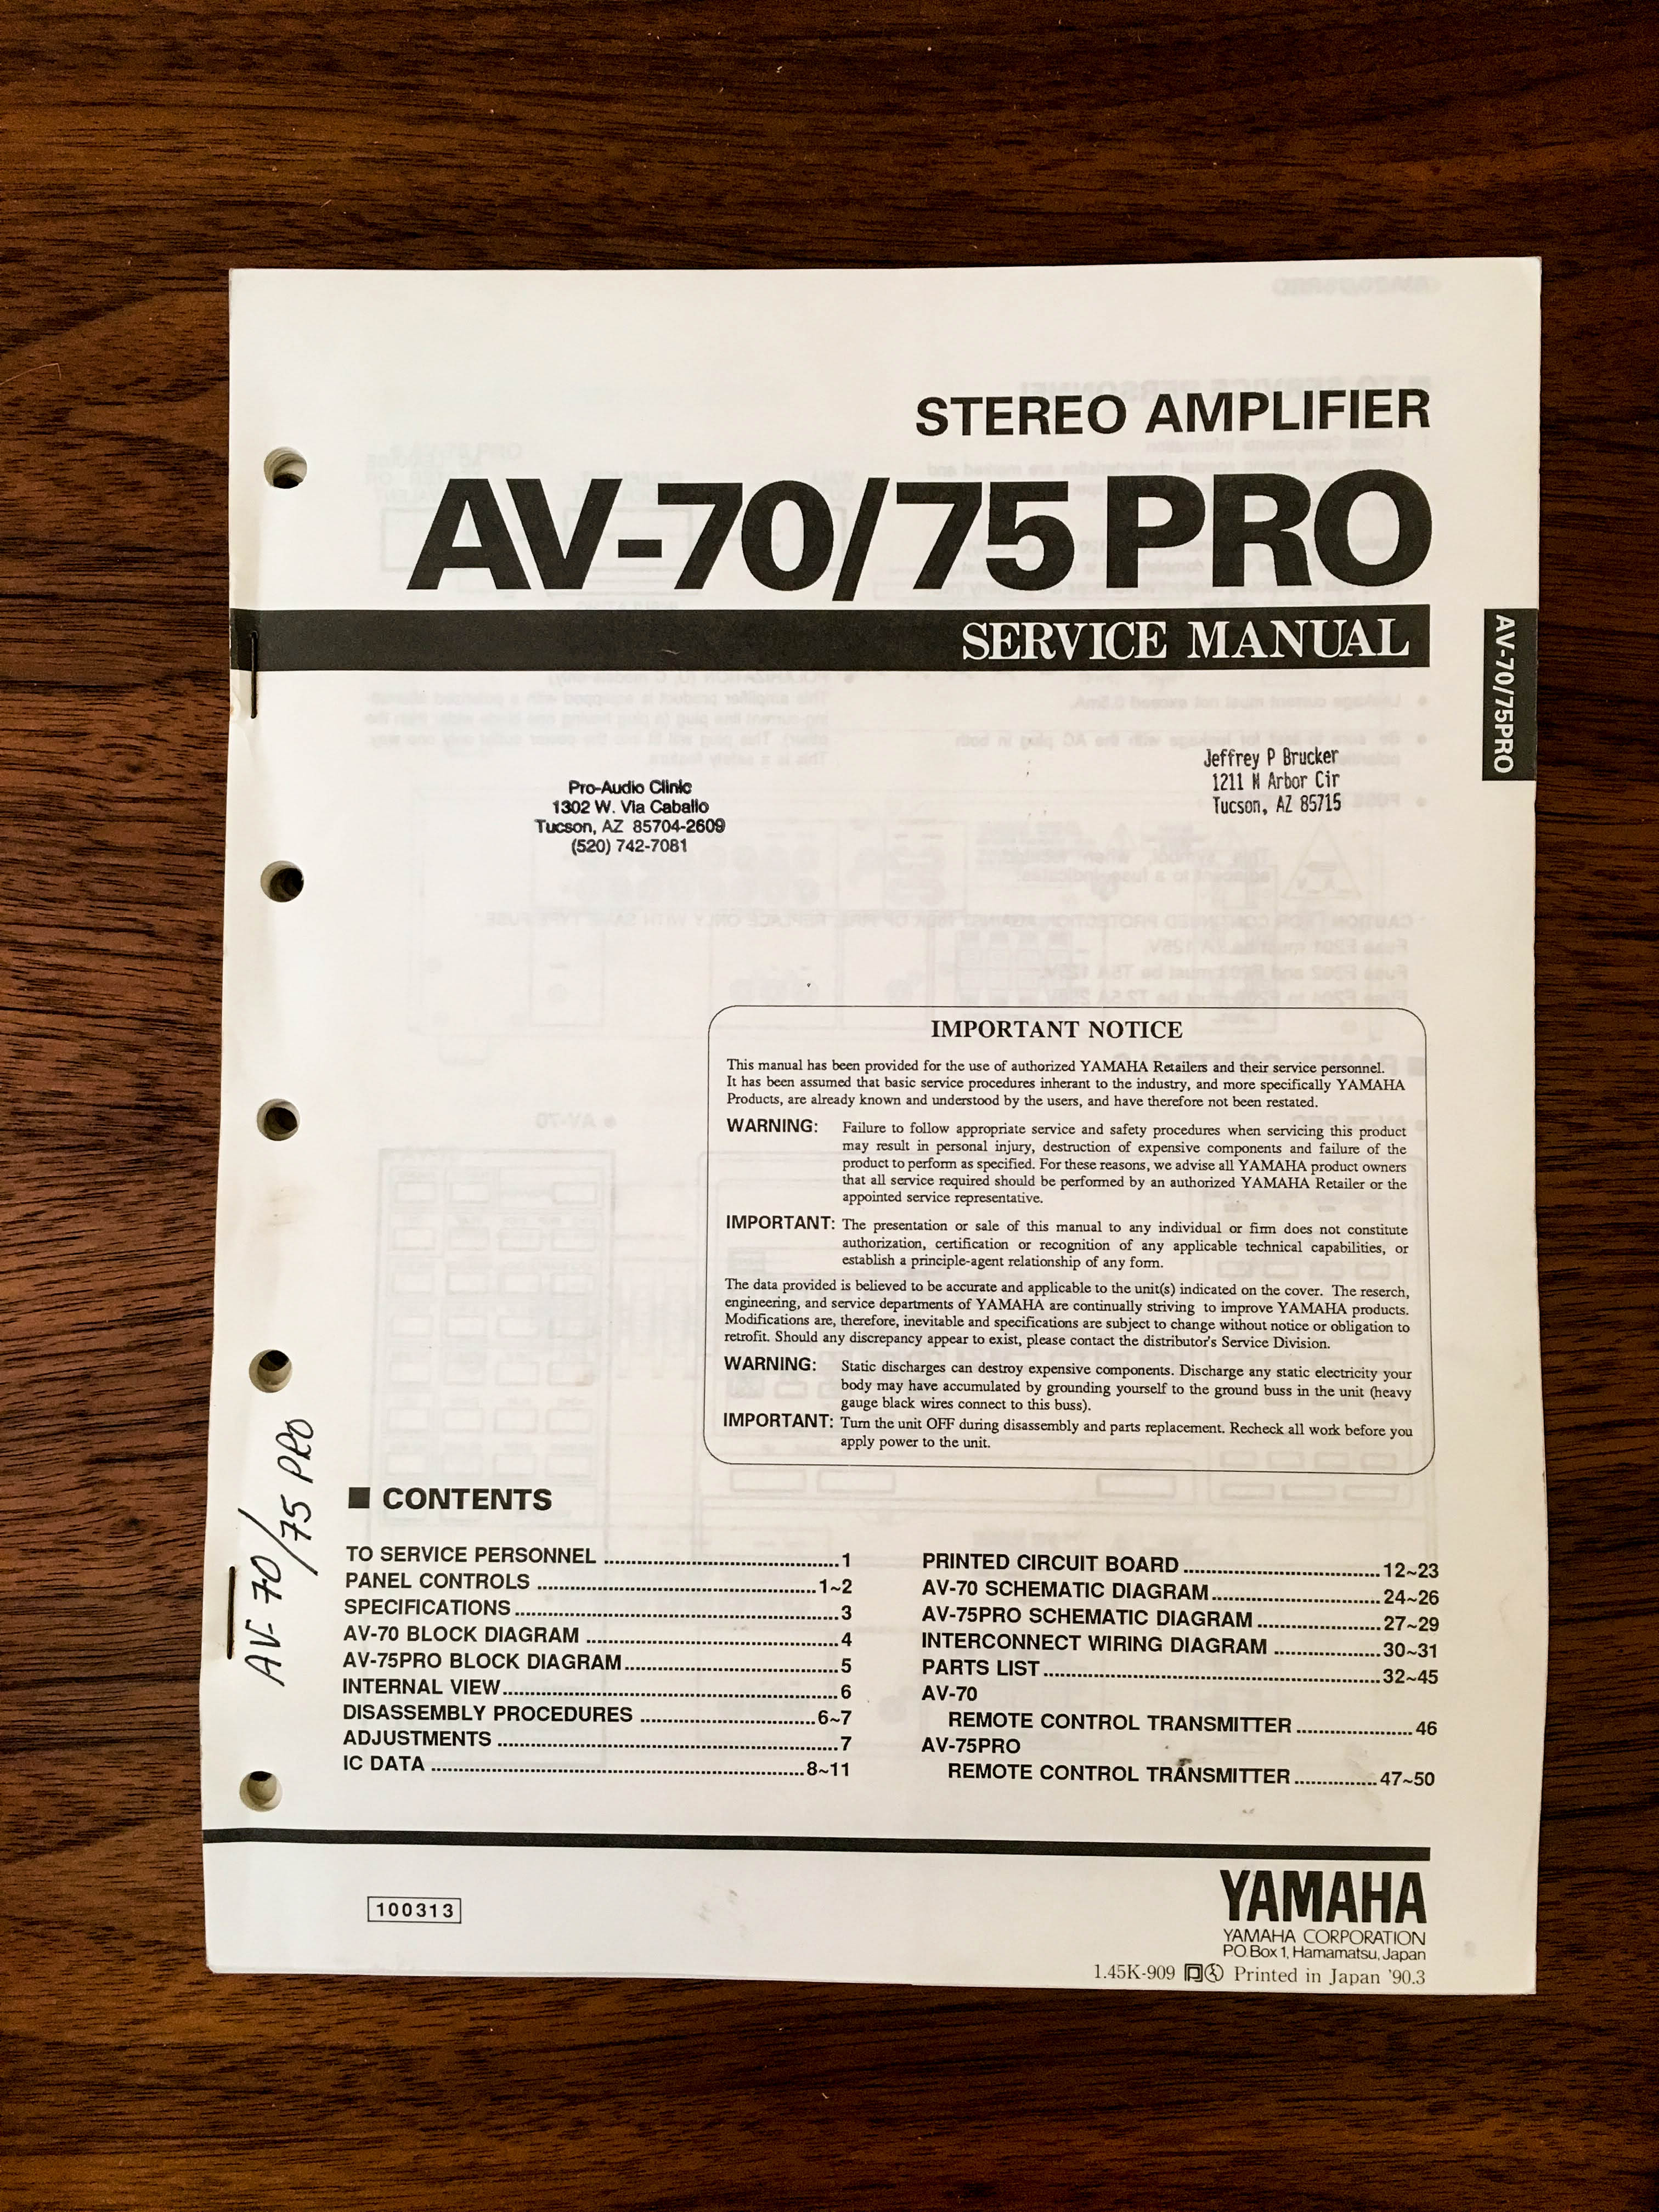 STEREO AMPLIFIER
AV-70/75 PRO
SERVICE MANUAL
AV-70/75PRO
Jeffrey P Brucker
1211 N Arbor Cir
Tucson, AZ 85715
Pro-Audio Clinic
1302 W. Via Caballo
Tucson, AZ 85704-2609
(520) 742-7081
IMPORTANT NOTICE
This manual has been provided for the use of authorized YAMAHA Retailers and their service personnel.
It has been assumed that basic service procedures inherant to the industry, and more specifically YAMAHA
Products, are already known and understood by the users, and have therefore not been restated.
WARNING: Failure to follow appropriate service and safety procedures when servicing this product
may result in personal injury, destruction of expensive components and failure of the
product to perform as specified. For these reasons, we advise all YAMAHA product owners
that all service required should be performed by an authorized YAMAHA Retailer or the
appointed service representative.
IMPORTANT: The presentation or sale of this manual to any individual or firm does not constitute
authorization, certification or recognition of any applicable technical capabilities, or
establish a principle-agent relationship of any form.
The data provided is believed to be accurate and applicable to the unit(s) indicated on the cover. The reserch,
engineering, and service departments of YAMAHA are continually striving to improve YAMAHA products.
Modifications are, therefore, inevitable and specifications are subject to change without notice or obligation to
retrofit. Should any discrepancy appear to exist, please contact the distributor's Service Division.
WARNING: Static discharges can destroy expensive components. Discharge any static electricity your
body may have accumulated by grounding yourself to the ground buss in the unit (heavy
gauge black wires connect to this buss).
IMPORTANT: Turn the unit OFF during disassembly and parts replacement. Recheck all work before you
apply power to the unit.
AV-70/75 PRO
■ CONTENTS
TO SERVICE PERSONNEL ........................................1
PANEL CONTROLS ................................................1~2
SPECIFICATIONS ........................................................3
AV-70 BLOCK DIAGRAM ...........................................4
AV-75PRO BLOCK DIAGRAM.....................................5
INTERNAL VIEW.........................................................6
DISASSEMBLY PROCEDURES ..............................6~7
ADJUSTMENTS ..........................................................7
IC DATA ................................................................8~11
PRINTED CIRCUIT BOARD ..................................12~23
AV-70 SCHEMATIC DIAGRAM.............................24~26
AV-75PRO SCHEMATIC DIAGRAM .....................27~29
INTERCONNECT WIRING DIAGRAM ..................30~31
PARTS LIST..........................................................32~45
AV-70
REMOTE CONTROL TRANSMITTER ....................46
AV-75PRO
REMOTE CONTROL TRANSMITTER ..............47~50
100313
YAMAHA
YAMAHA CORPORATION
P.O.Box 1, Hamamatsu, Japan
1.45K-909 Printed in Japan '90.3